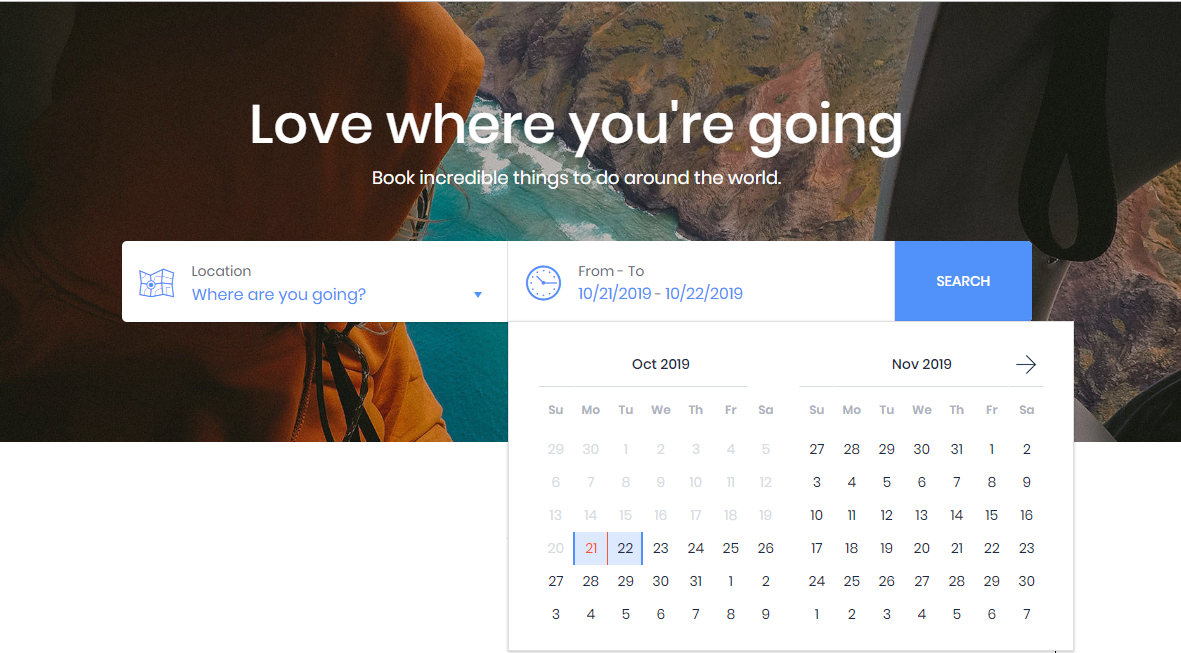 Love where you're going
Book incredible things to do around the world.
Location
Where are you going?
From - To
10/21/2019 - 10/22/2019
SEARCH
Oct 2019
Su Mo Tu We Th Fr Sa
29 30 1 2 3 4 5
6 7 8 9 10 11 12
13 14 15 16 17 18 19
20 21 22 23 24 25 26
27 28 29 30 31 1 2
3 4 5 6 7 8 9
Nov 2019
Su Mo Tu We Th Fr Sa
27 28 29 30 31 1 2
3 4 5 6 7 8 9
10 11 12 13 14 15 16
17 18 19 20 21 22 23
24 25 26 27 28 29 30
1 2 3 4 5 6 7